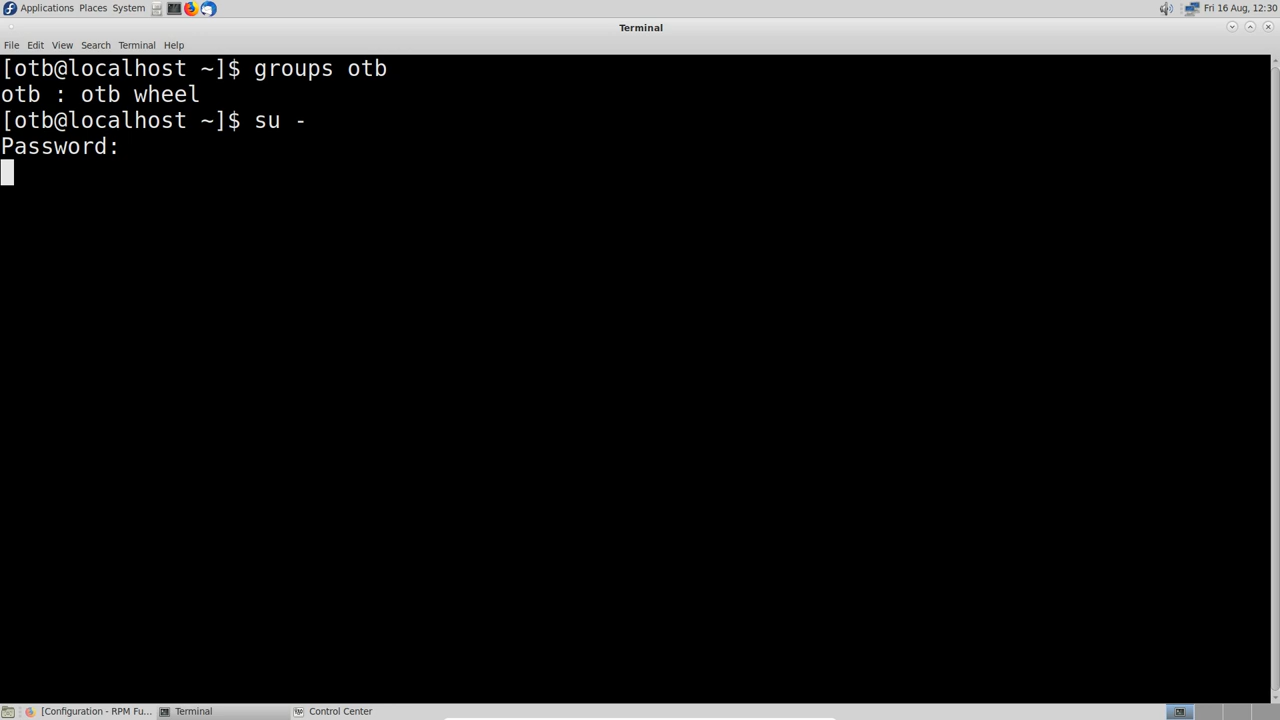 Applications Places System
Fri 16 Aug, 12:30
Terminal
File Edit View Search Terminal Help
[otb@localhost ~]$ groups otb
otb : otb wheel
[otb@localhost ~]$ su -
Password:
[Configuration - RPM Fu...
Terminal
Control Center